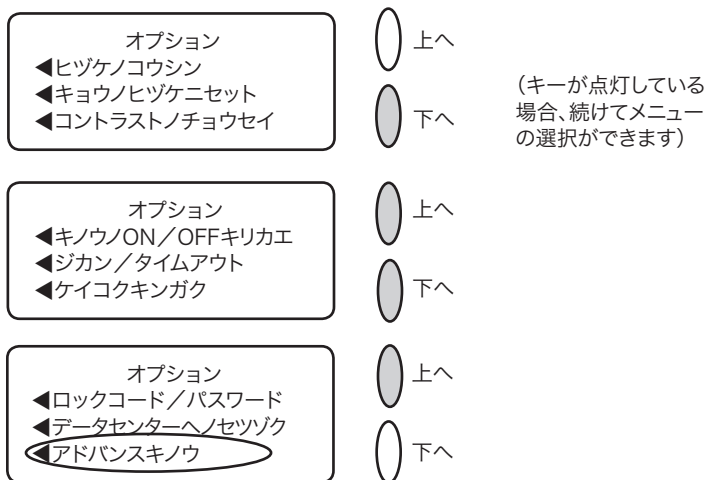 オプション
◀ヒヅケノコウシン
◀キョウノヒヅケニセット
◀コントラストノチョウセイ
上へ
下へ
（キーが点灯している
場合、続けてメニュー
の選択ができます）
オプション
◀キノウノON／OFFキリカエ
◀ジカン／タイムアウト
◀ケイコクキンガク
上へ
下へ
オプション
◀ロックコード／パスワード
◀データセンターヘノセツゾク
◀アドバンスキノウ
上へ
下へ